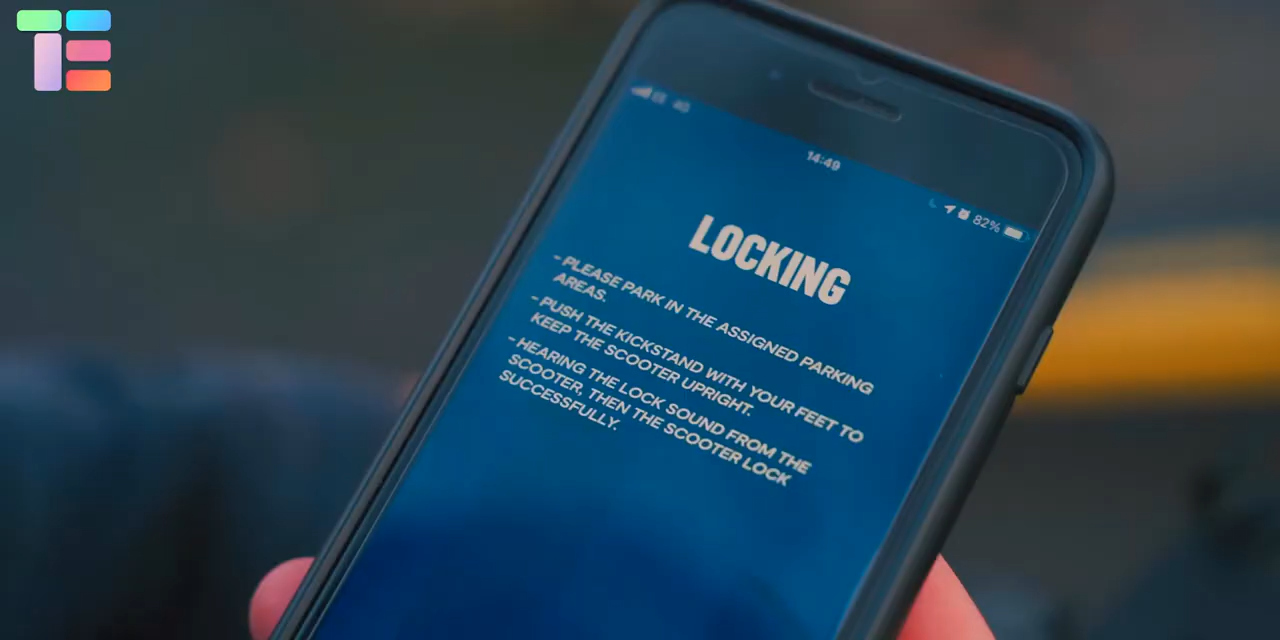 14:49
82%
LOCKING
- PLEASE PARK IN THE ASSIGNED PARKING
AREAS.
- PUSH THE KICKSTAND WITH YOUR FEET TO
KEEP THE SCOOTER UPRIGHT.
- HEARING THE LOCK SOUND FROM THE
SCOOTER, THEN THE SCOOTER LOCK
SUCCESSFULLY.